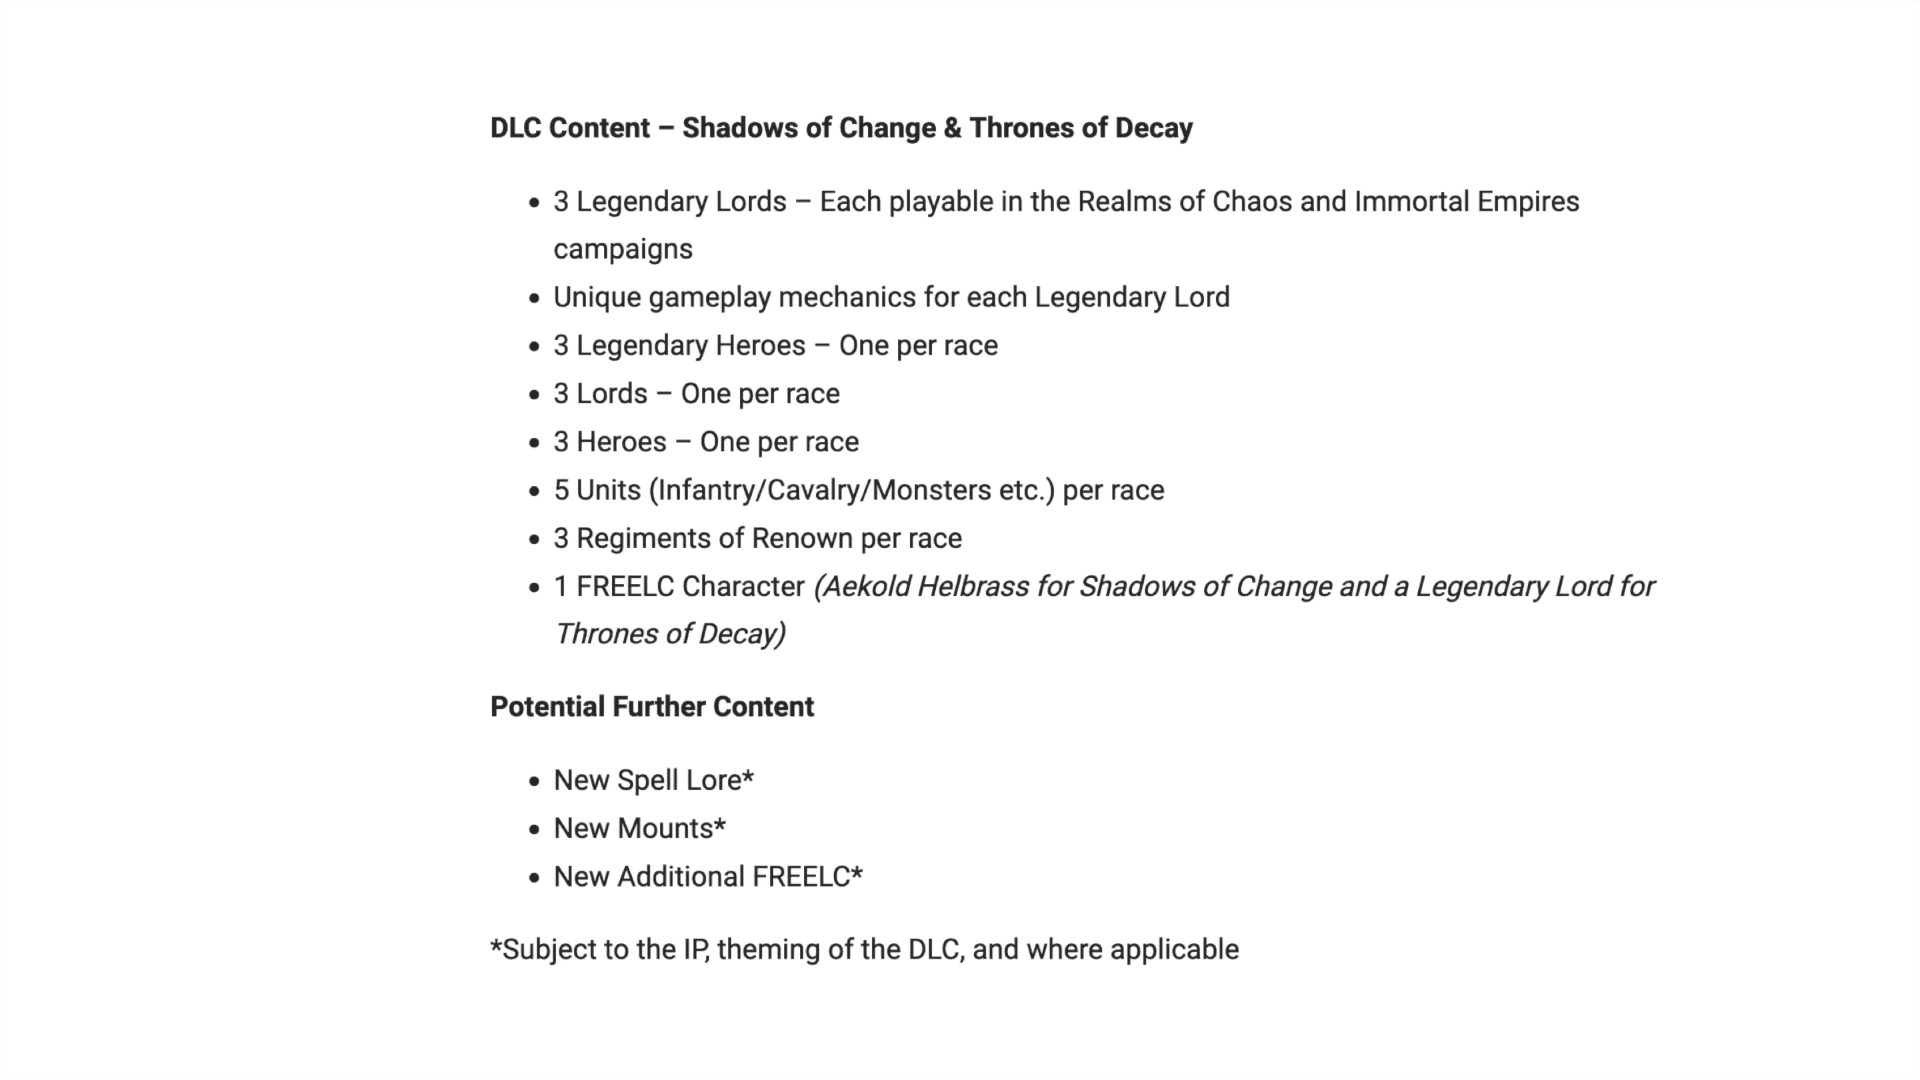 DLC Content – Shadows of Change & Thrones of Decay
• 3 Legendary Lords – Each playable in the Realms of Chaos and Immortal Empires
campaigns
• Unique gameplay mechanics for each Legendary Lord
• 3 Legendary Heroes – One per race
• 3 Lords – One per race
• 3 Heroes – One per race
• 5 Units (Infantry/Cavalry/Monsters etc.) per race
• 3 Regiments of Renown per race
• 1 FREELC Character (Aekold Helbrass for Shadows of Change and a Legendary Lord for
Thrones of Decay)
Potential Further Content
• New Spell Lore*
• New Mounts*
• New Additional FREELC*
*Subject to the IP, theming of the DLC, and where applicable